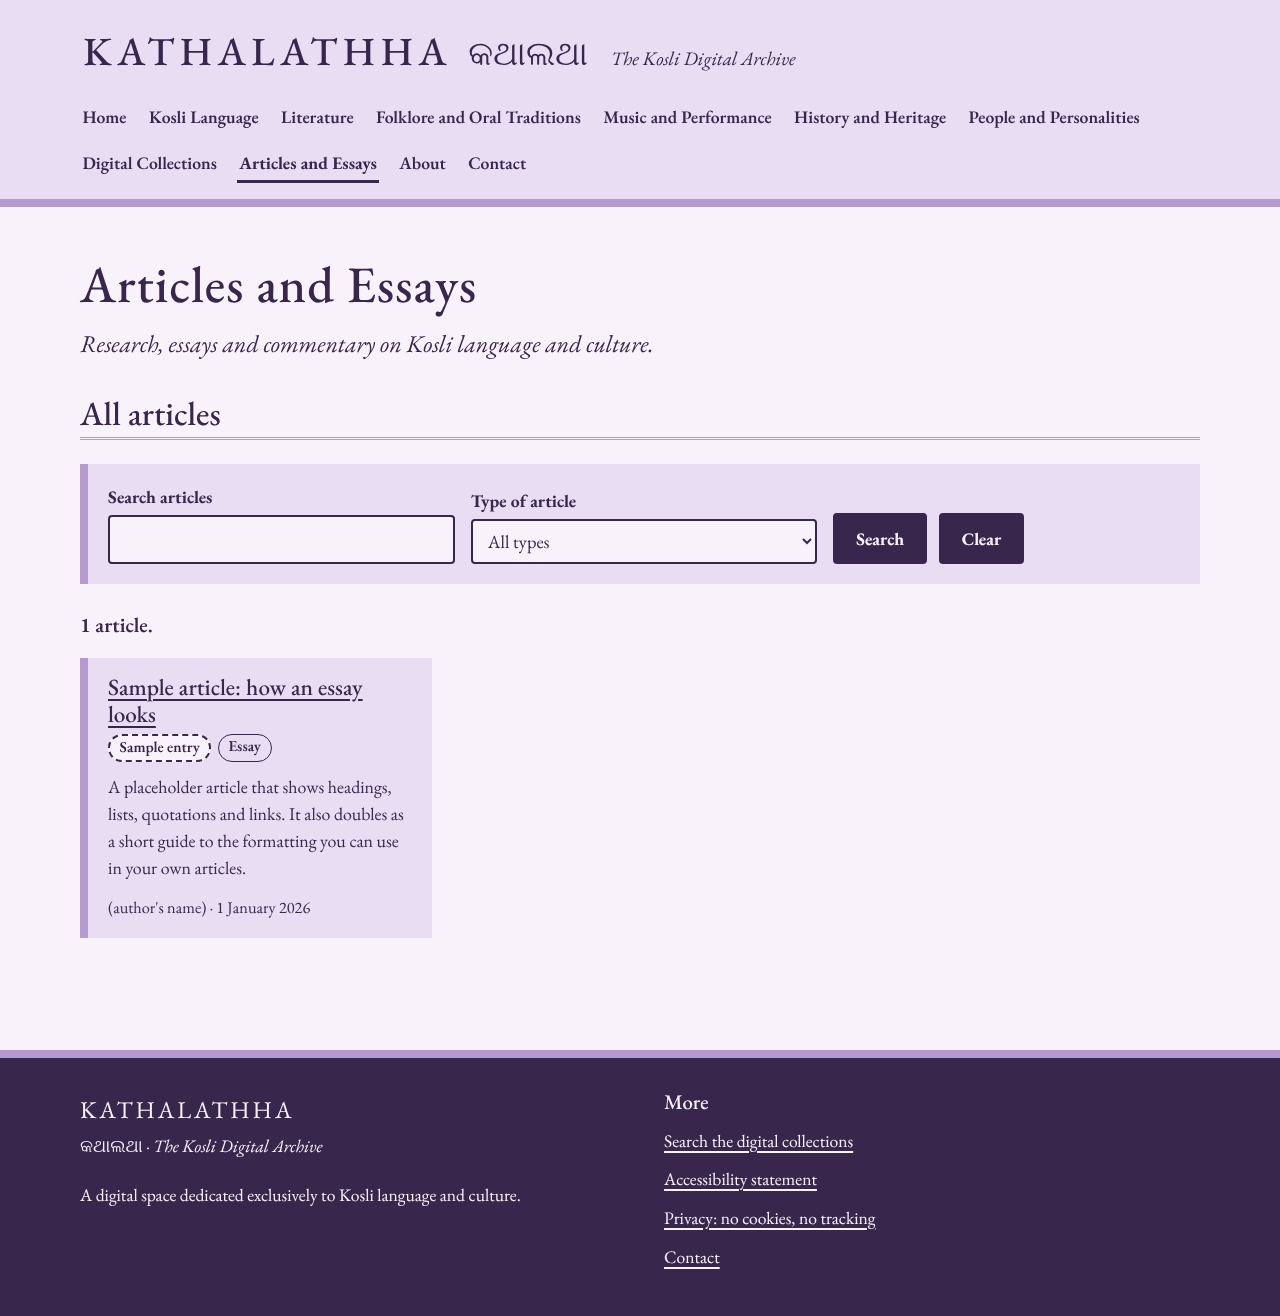 KATHALATHHA କଥାଲଥା The Kosli Digital Archive
Home Kosli Language Literature Folklore and Oral Traditions Music and Performance History and Heritage People and Personalities
Digital Collections Articles and Essays About Contact
Articles and Essays
Research, essays and commentary on Kosli language and culture.
All articles
Search articles
Type of article
All types
Search
Clear
1 article.
Sample article: how an essay
looks
Sample entry Essay
A placeholder article that shows headings,
lists, quotations and links. It also doubles as
a short guide to the formatting you can use
in your own articles.
(author's name) · 1 January 2026
KATHALATHHA
କଥାଲଥା · The Kosli Digital Archive
A digital space dedicated exclusively to Kosli language and culture.
More
Search the digital collections
Accessibility statement
Privacy: no cookies, no tracking
Contact